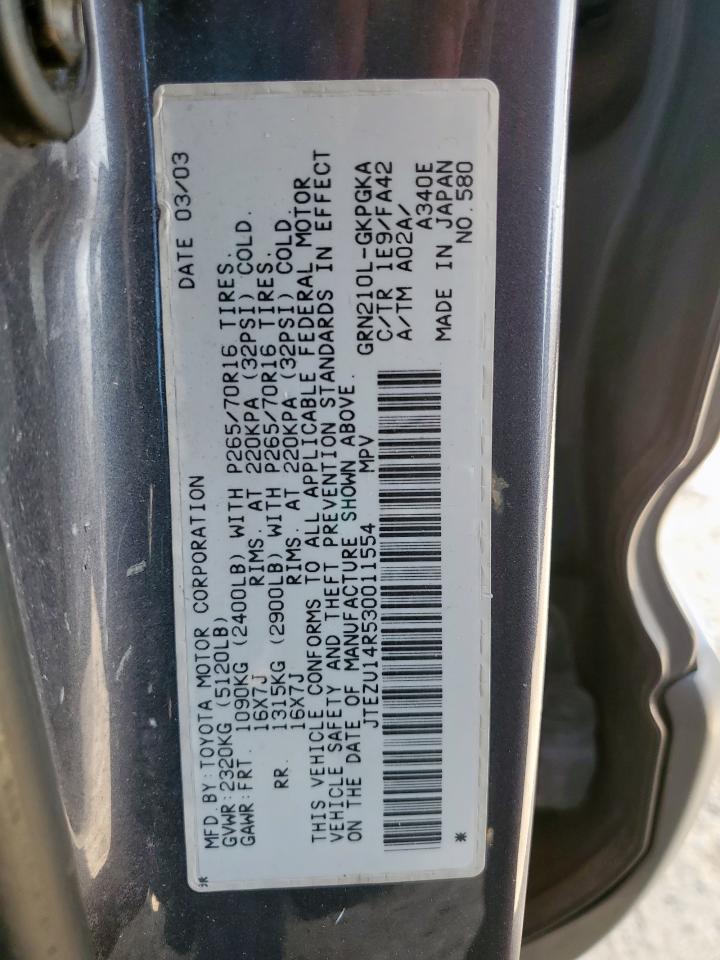 MFD. BY: TOYOTA MOTOR CORPORATION DATE 03/03
GVWR: 2320KG (5120LB)
GAWR: FRT. 1090KG (2400LB) WITH P265/70R16 TIRES.
16X7J RIMS. AT 220KPA (32PSI) COLD.
RR. 1315KG (2900LB) WITH P265/70R16 TIRES.
16X7J RIMS. AT 220KPA (32PSI) COLD.
THIS VEHICLE CONFORMS TO ALL APPLICABLE FEDERAL MOTOR
VEHICLE SAFETY AND THEFT PREVENTION STANDARDS IN EFFECT
ON THE DATE OF MANUFACTURE SHOWN ABOVE.
JTEZU14R530011554 MPV
GRN210L-GKPGKA
C/TR 1E9/FA42
A/TM A02A/
A340E
MADE IN JAPAN
* NO. 580